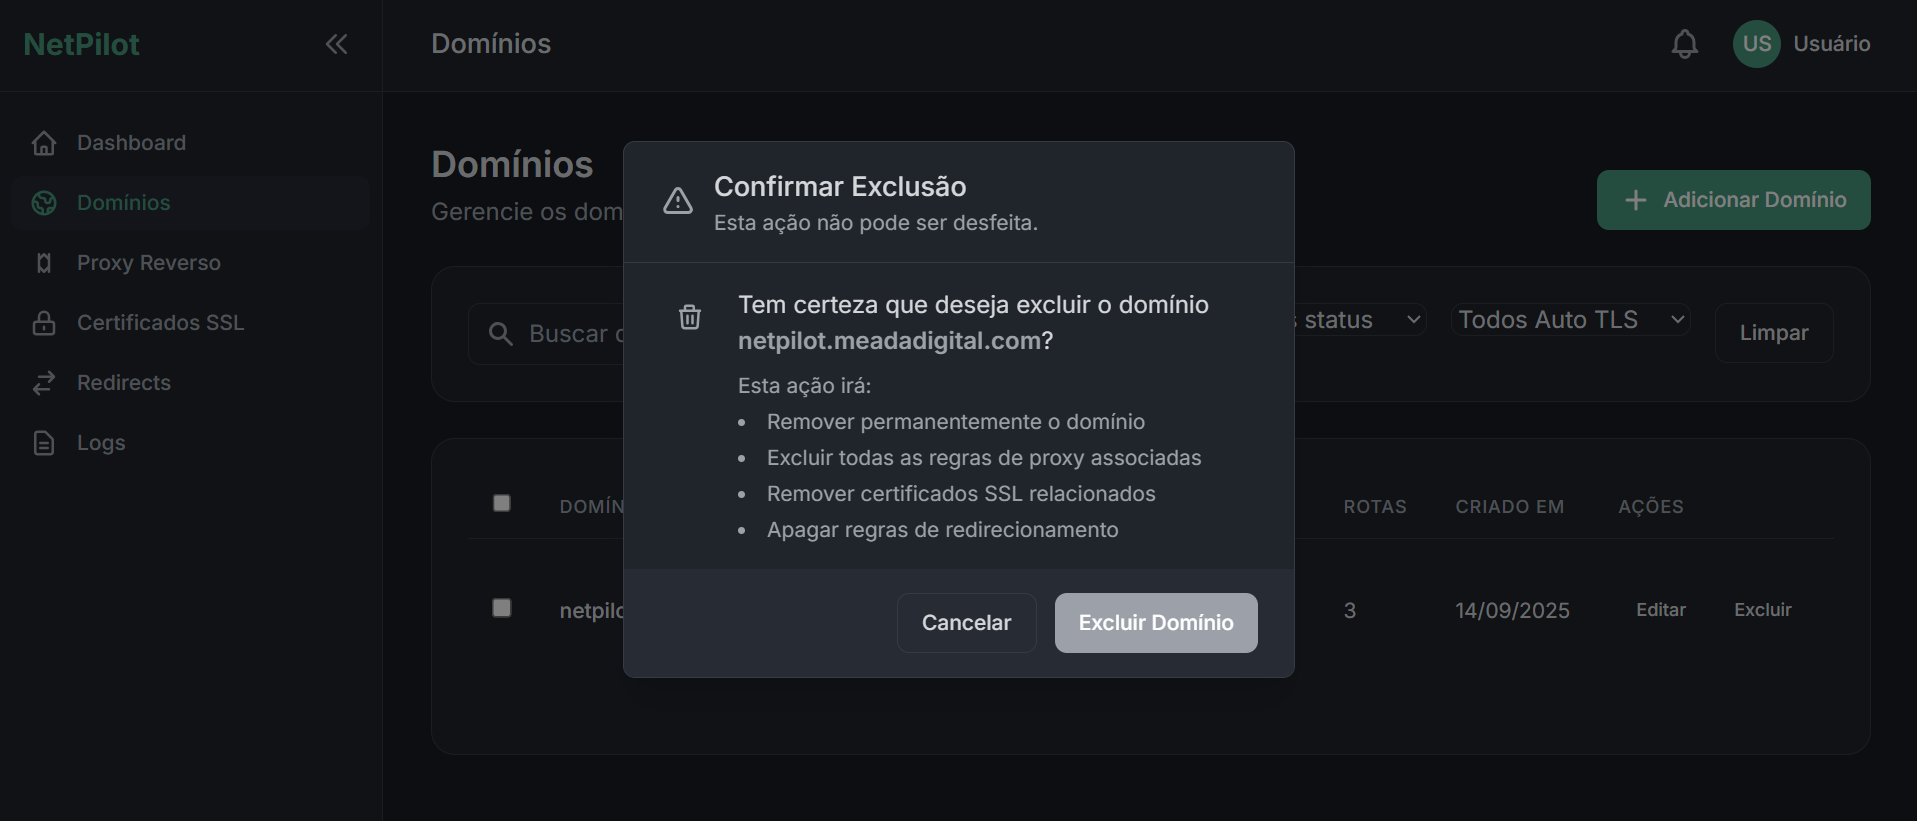 NetPilot
Domínios
US
Usuário
Dashboard
Domínios
Proxy Reverso
Certificados SSL
Redirects
Logs
Domínios
Gerencie os dom
Adicionar Domínio
Buscar
status
Todos Auto TLS
Limpar
DOMÍN
ROTAS
CRIADO EM
AÇÕES
netpilo
3
14/09/2025
Editar
Excluir
Confirmar Exclusão
Esta ação não pode ser desfeita.
Tem certeza que deseja excluir o domínio
netpilot.meadadigital.com?
Esta ação irá:
Remover permanentemente o domínio
Excluir todas as regras de proxy associadas
Remover certificados SSL relacionados
Apagar regras de redirecionamento
Cancelar
Excluir Domínio